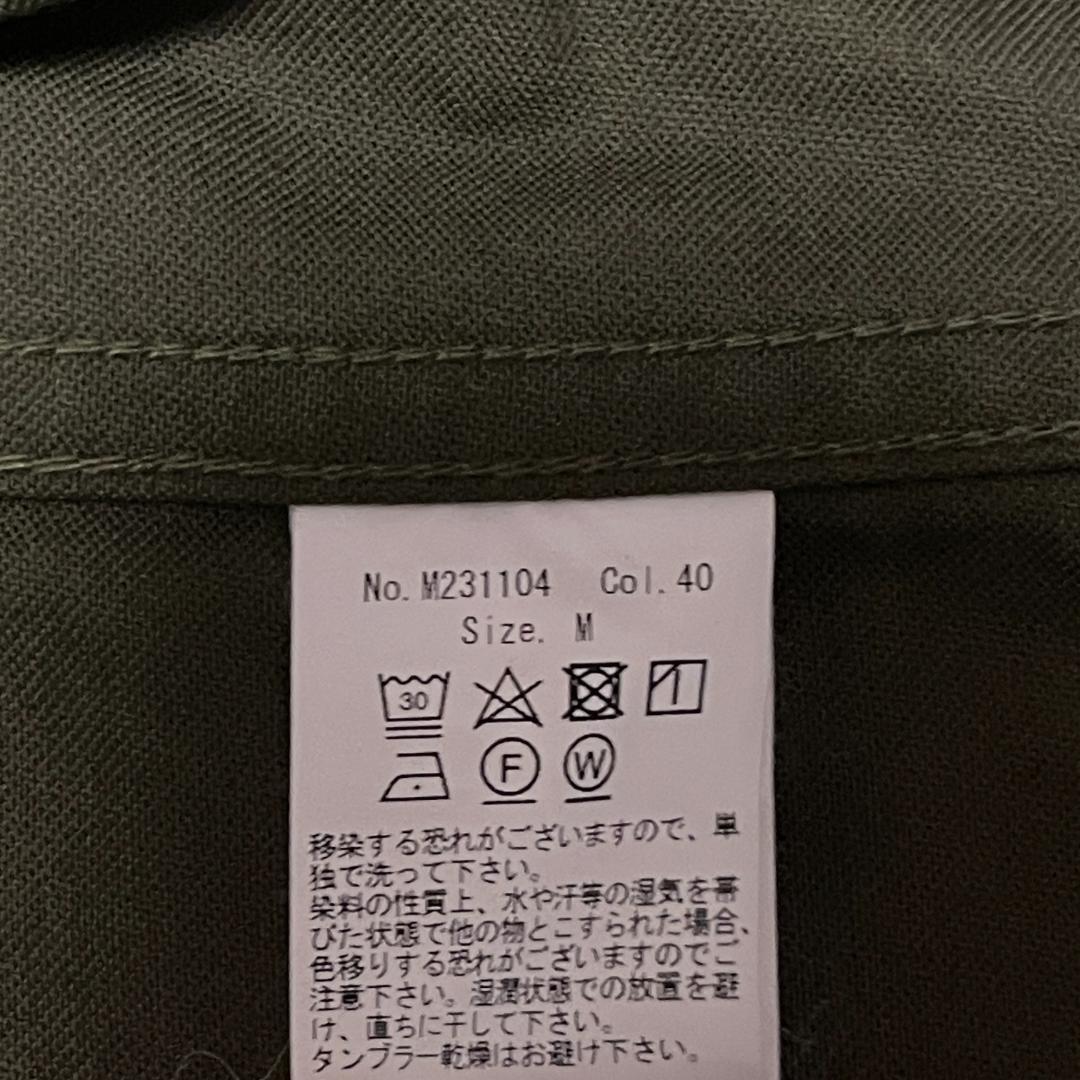 No. M231104 Col. 40
Size. M
30
F W
移染する恐れがございますので、単
独で洗って下さい。
染料の性質上、水や汗等の湿気を帯
びた状態で他の物とこすられた場合、
色移りする恐れがございますのでご
注意下さい。湿潤状態での放置を避
け、直ちに干して下さい。
タンブラー乾燥はお避け下さい。